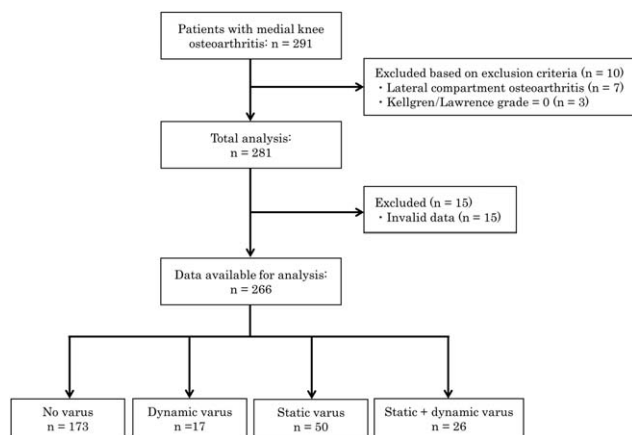 Patients with medial knee
osteoarthritis: n = 291
Excluded based on exclusion criteria (n = 10)
・Lateral compartment osteoarthritis (n = 7)
・Kellgren/Lawrence grade = 0 (n = 3)
Total analysis:
n = 281
Excluded (n = 15)
・Invalid data (n = 15)
Data available for analysis:
n = 266
No varus
n = 173
Dynamic varus
n =17
Static varus
n = 50
Static + dynamic varus
n = 26